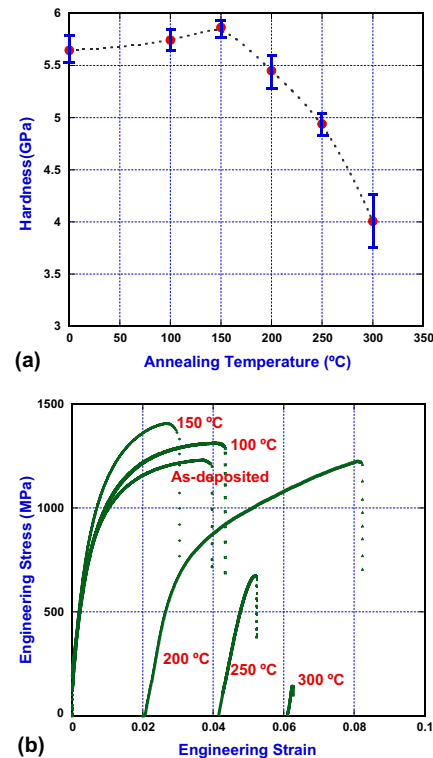 6
5.5
5
4.5
4
3.5
3
Hardness(GPa)
0 50 100 150 200 250 300 350
(a)
Annealing Temperature (ºC)
1500
1000
500
0
Engineering Stress (MPa)
150 ºC
100 ºC
As-deposited
200 ºC
250 ºC
300 ºC
0 0.02 0.04 0.06 0.08 0.1
(b)
Engineering Strain